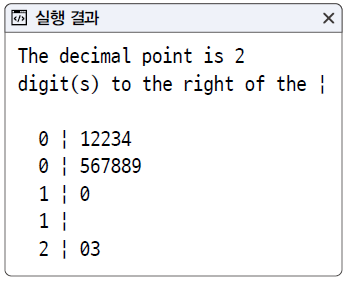 실행 결과
The decimal point is 2
digit(s) to the right of the ¦
0 ¦ 12234
0 ¦ 567889
1 ¦ 0
1 ¦
2 ¦ 03